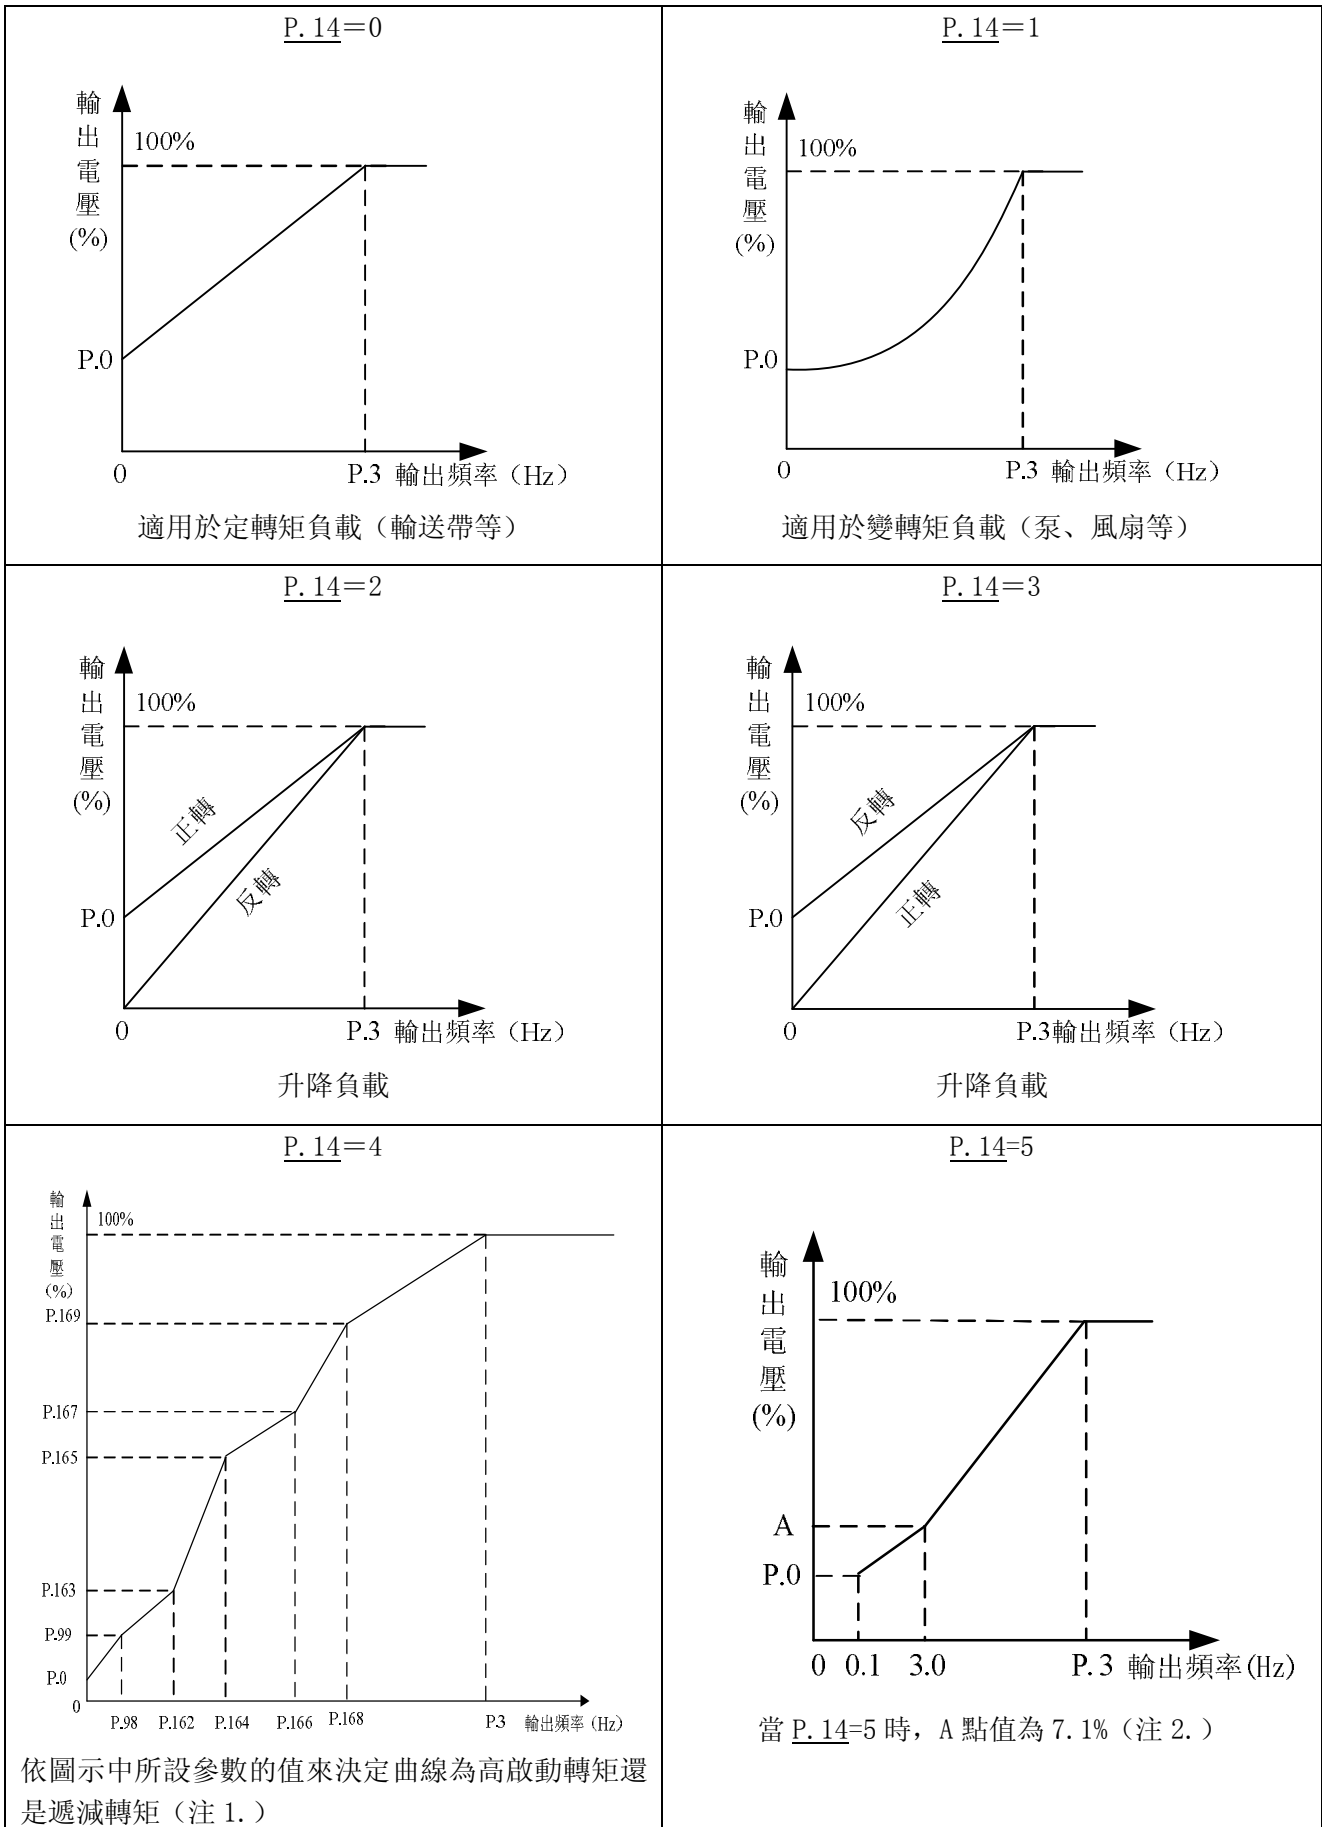 P.14＝0
輸出電壓(%)
100%
P.0
0
P.3 輸出頻率（Hz）
適用於定轉矩負載（輸送帶等）
P.14＝1
輸出電壓(%)
100%
P.0
0
P.3 輸出頻率（Hz）
適用於變轉矩負載（泵、風扇等）
P.14＝2
輸出電壓(%)
100%
正轉
反轉
P.0
0
P.3 輸出頻率（Hz）
升降負載
P.14＝3
輸出電壓(%)
100%
反轉
正轉
P.0
0
P.3輸出頻率（Hz）
升降負載
P.14＝4
輸出電壓(%)
100%
P.169
P.167
P.165
P.163
P.99
P.0
0
P.98 P.162 P.164 P.166 P.168 P.3 輸出頻率（Hz）
依圖示中所設參數的值來決定曲線為高啟動轉矩還
是遞減轉矩（注 1.）
P.14=5
輸出電壓(%)
100%
A
P.0
0 0.1 3.0 P.3 輸出頻率(Hz)
當 P.14=5 時，A 點值為 7.1%（注 2.）